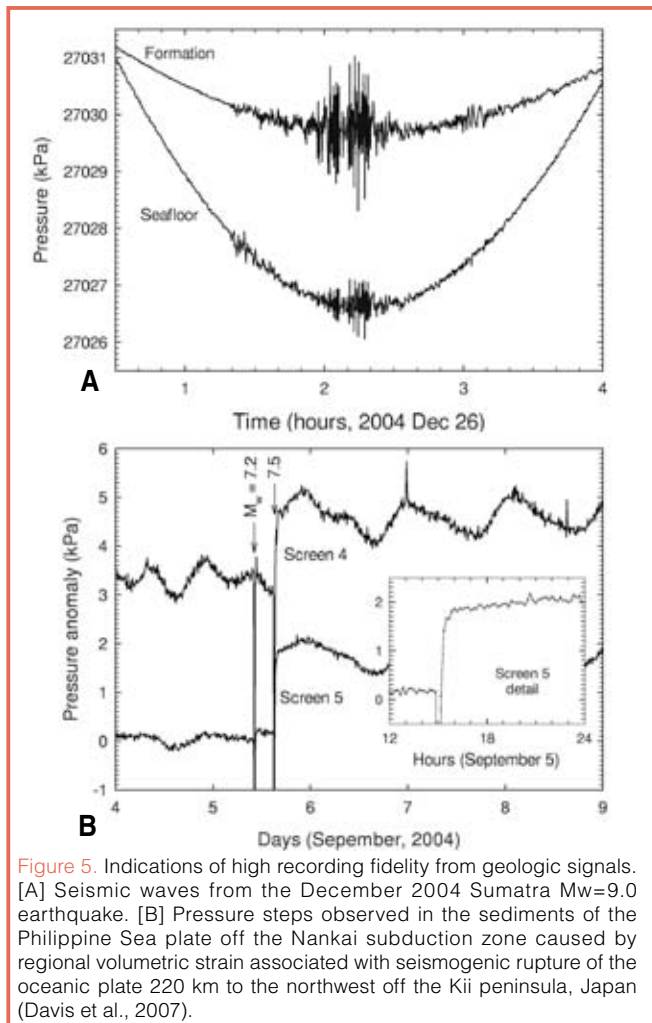 27031
Formation
27030
27029
Pressure (kPa)
Seafloor
27028
27027
27026
A
1
2
3
4
Time (hours, 2004 Dec 26)
6
Mw = 7.2
7.5
5
4
Screen 4
3
2
Screen 5
1
0
-1
Pressure anomaly (kPa)
2
1
0
Screen 5
detail
12
18
24
Hours (September 5)
4
5
6
7
8
9
B
Days (Sepember, 2004)
Figure 5. Indications of high recording fidelity from geologic signals.
[A] Seismic waves from the December 2004 Sumatra Mw=9.0
earthquake. [B] Pressure steps observed in the sediments of the
Philippine Sea plate off the Nankai subduction zone caused by
regional volumetric strain associated with seismogenic rupture of the
oceanic plate 220 km to the northwest off the Kii peninsula, Japan
(Davis et al., 2007).